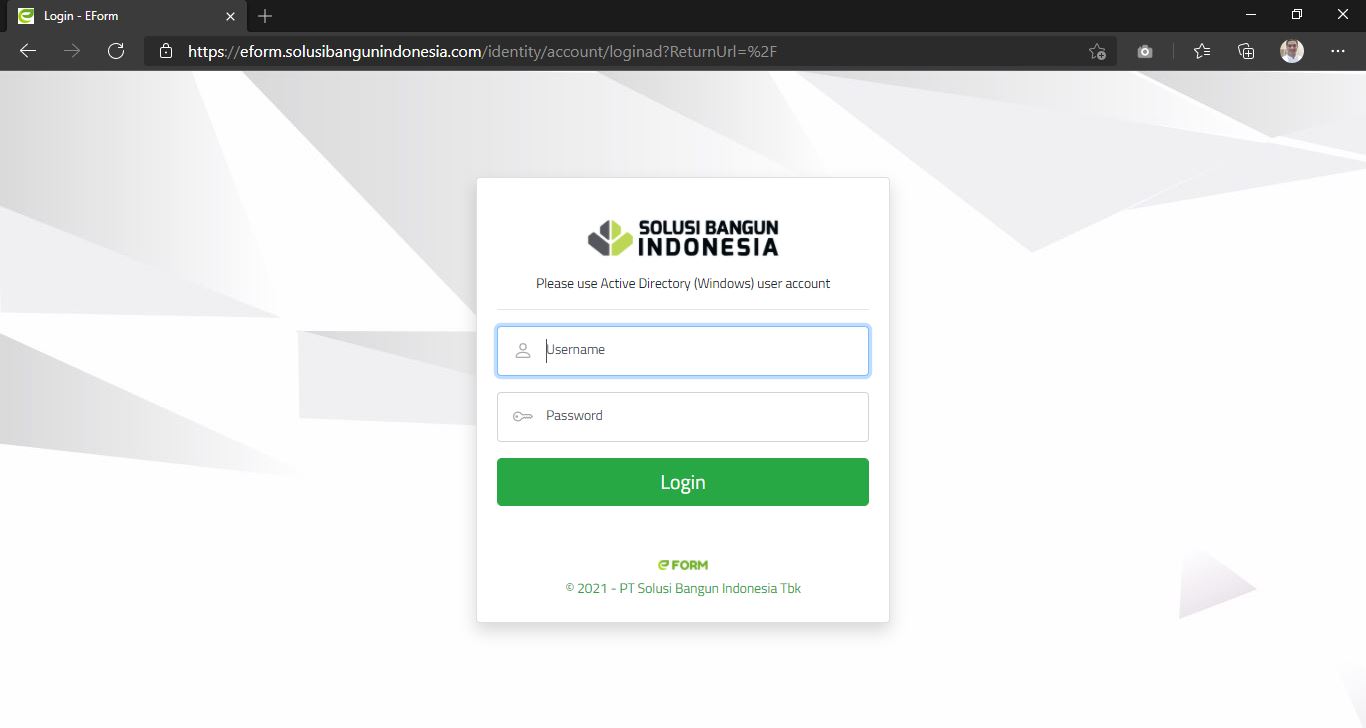 Login - EForm
https://eform.solusibangunindonesia.com/identity/account/loginad?ReturnUrl=%2F
SOLUSI BANGUN
INDONESIA
Please use Active Directory (Windows) user account
Username
Password
Login
e FORM
© 2021 - PT Solusi Bangun Indonesia Tbk